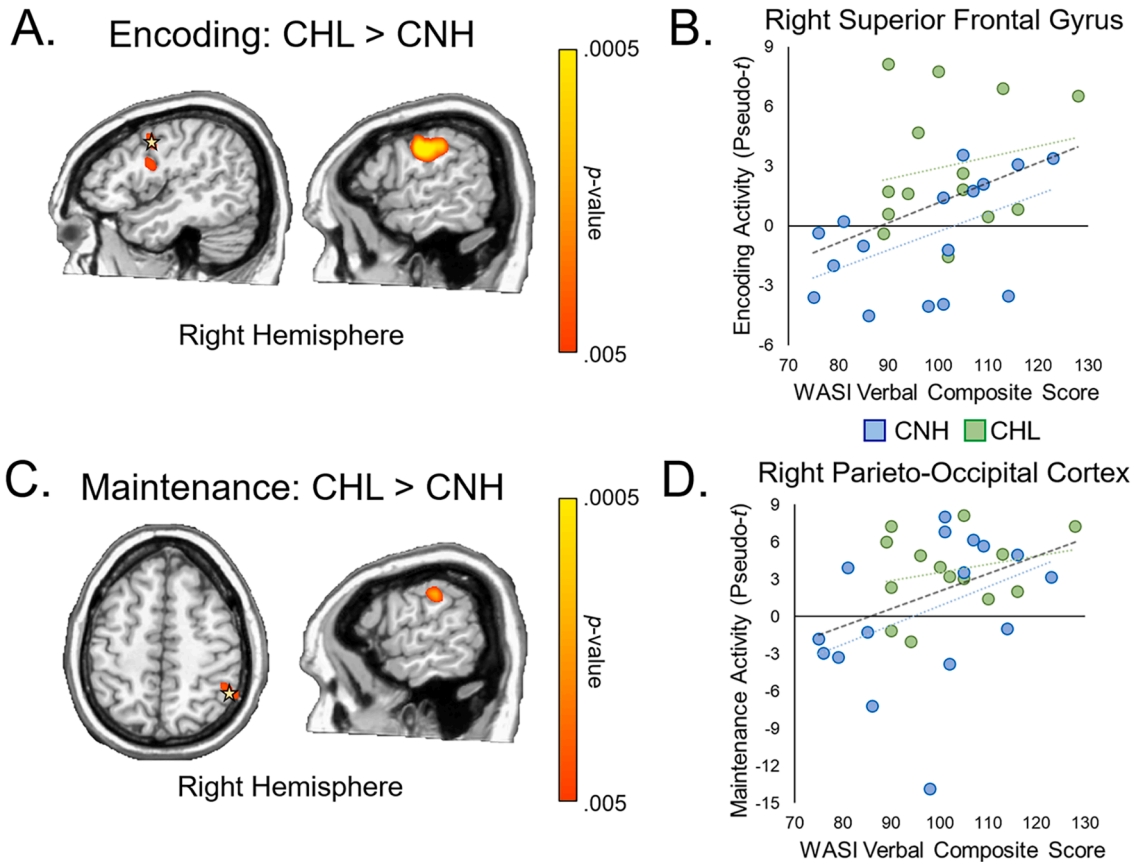 A.
Encoding: CHL > CNH
.0005
p-value
.005
Right Hemisphere
B.
Right Superior Frontal Gyrus
Encoding Activity (Pseudo-t)
9
6
3
0
-3
-6
70 80 90 100 110 120 130
WASI Verbal Composite Score
CNH CHL
C.
Maintenance: CHL > CNH
.0005
p-value
.005
Right Hemisphere
D.
Right Parieto-Occipital Cortex
Maintenance Activity (Pseudo-t)
9
6
3
0
-3
-6
-9
-12
-15
70 80 90 100 110 120 130
WASI Verbal Composite Score